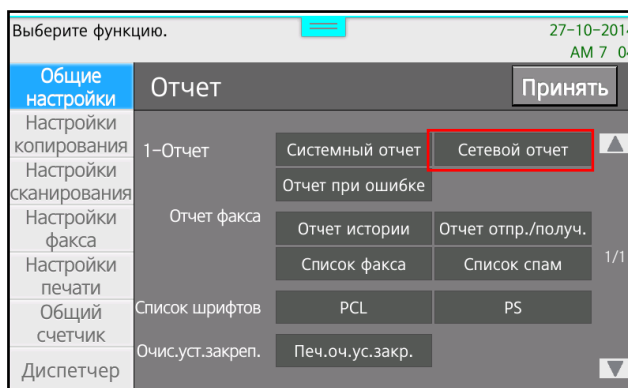 Выберите функцию.
27-10-2014
AM 7 04
Общие
настройки
Отчет
Принять
Настройки
копирования
Настройки
сканирования
Настройки
факса
Настройки
печати
Общий
счетчик
Диспетчер
1-Отчет
Системный отчет
Сетевой отчет
Отчет при ошибке
Отчет факса
Отчет истории
Отчет отпр./получ.
Список факса
Список спам
1/1
Список шрифтов
PCL
PS
Очис.уст.закреп.
Печ.оч.ус.закр.